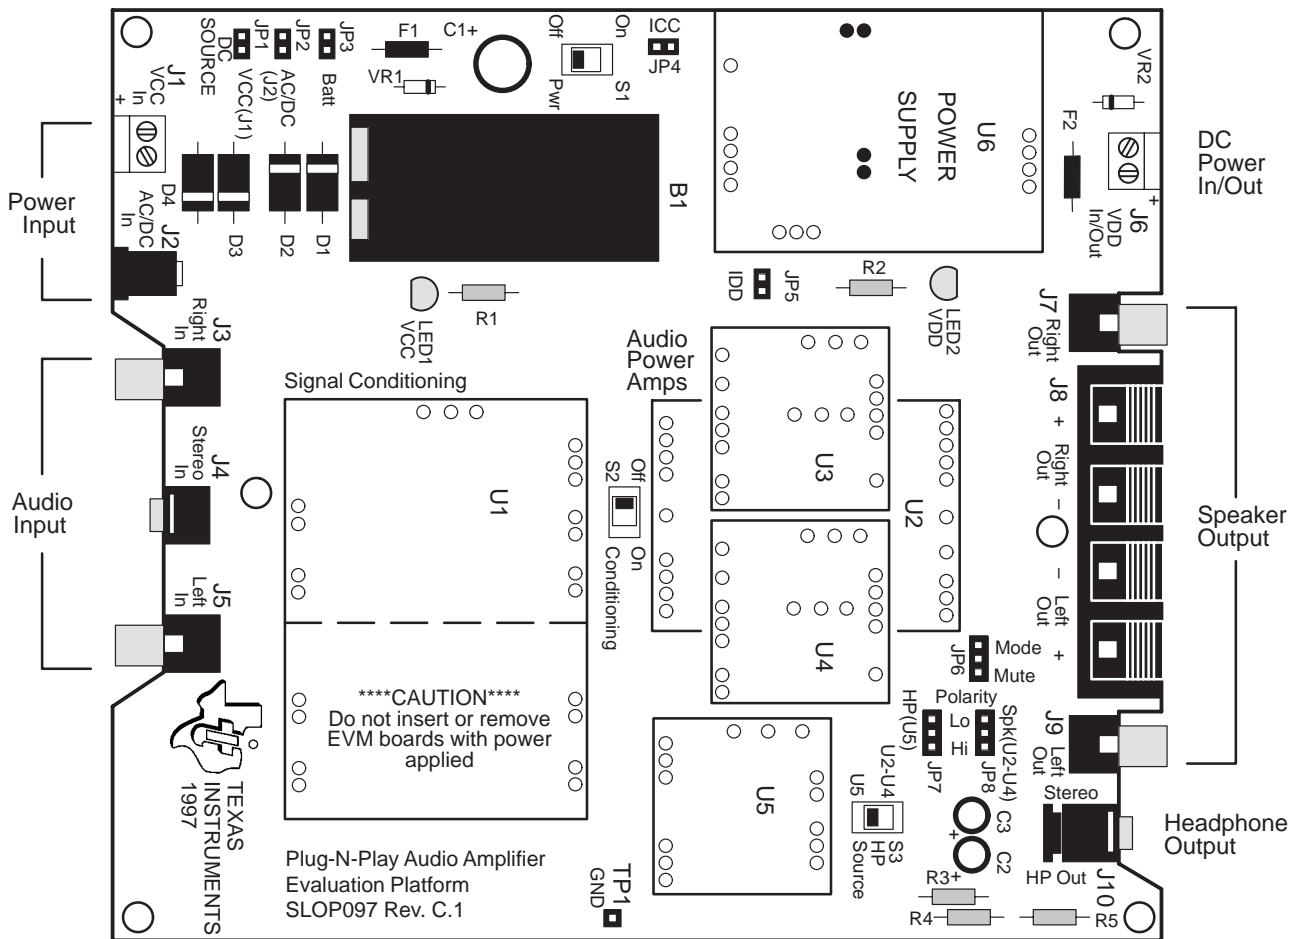 Off
On
ICC
JP4
S1
Pwr
C1+
F1
VR1
JP3
Batt
JP2
AC/DC
(J2)
JP1
VCC(J1)
DC
SOURCE
J1
VCC
In
+
D4
D3
D2
D1
AC/DC
In
J2
B1
U6
POWER
SUPPLY
VR2
F2
J6
VDD
In/Out
+
DC
Power
In/Out
Power
Input
J3
Right
In
LED1
VCC
R1
IDD
JP5
R2
LED2
VDD
J7
Right
Out
Audio
Power
Amps
Signal Conditioning
J8
+
Right
Out
–
–
Left
Out
+
Stereo
In
J4
Audio
Input
U1
S2
Off
On
Conditioning
U3
U2
U4
Speaker
Output
J5
Left
In
JP6
Mode
Mute
Polarity
HP(U5)
Lo
Hi
Spk(U2-U4)
JP7
JP8
J9
Left
Out
****CAUTION****
Do not insert or remove
EVM boards with power
applied
TEXAS
INSTRUMENTS
1997
U5
U2-U4
U5
S3
HP
Source
C3
+
C2
Stereo
HP Out
J10
Headphone
Output
Plug-N-Play Audio Amplifier
Evaluation Platform
SLOP097 Rev. C.1
TP1
GND
R3+
R4
R5